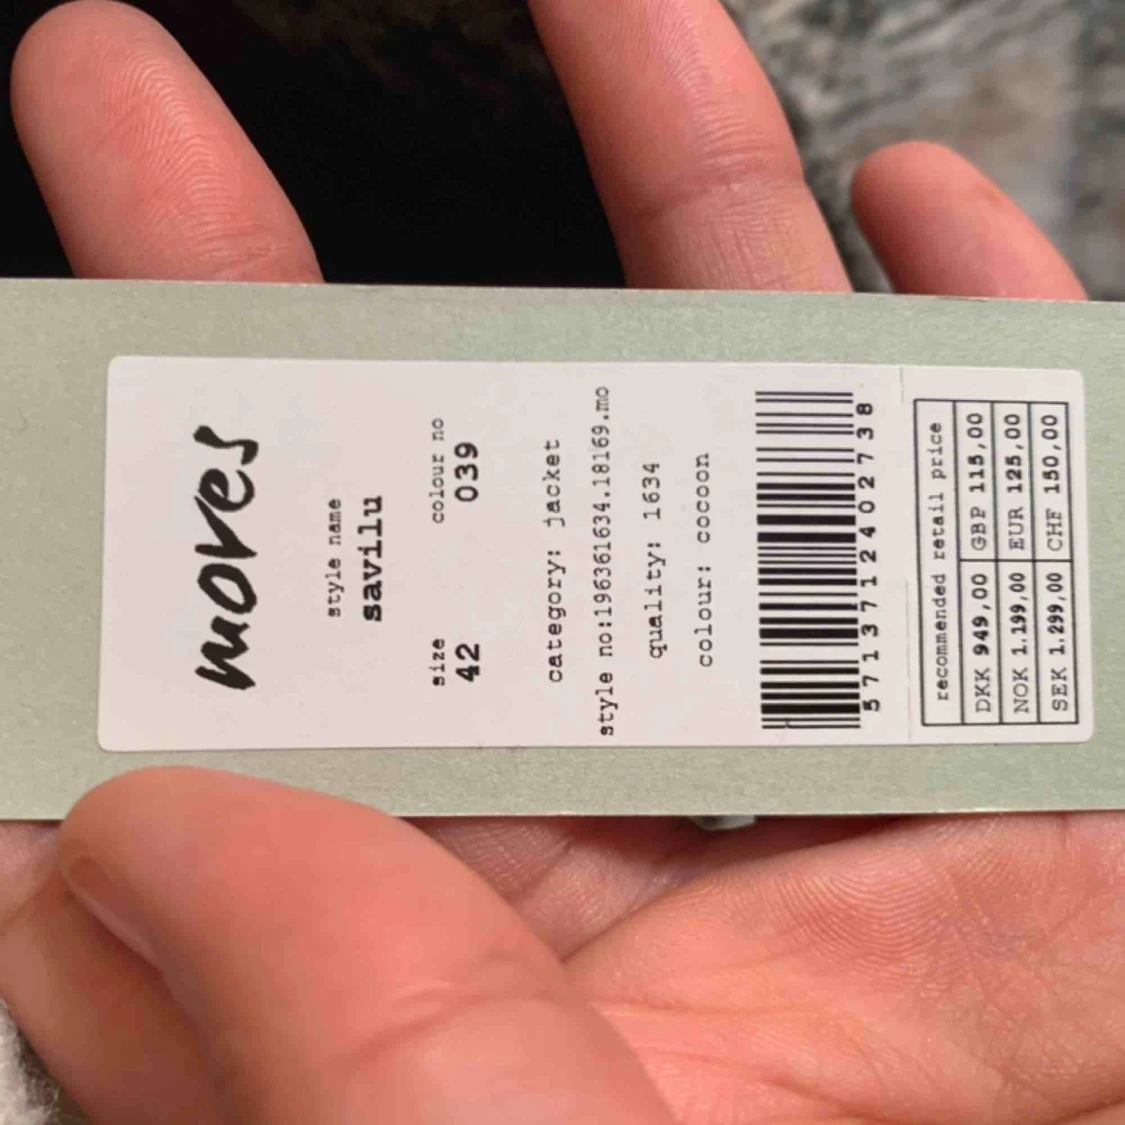 moves
style name
savilu
size colour no
42 039
category: jacket
style no:196361634.18169.mo
quality: 1634
colour: cocoon
5713712402738
recommended retail price
DKK 949,00 GBP 115,00
NOK 1.199,00 EUR 125,00
SEK 1.299,00 CHF 150,00